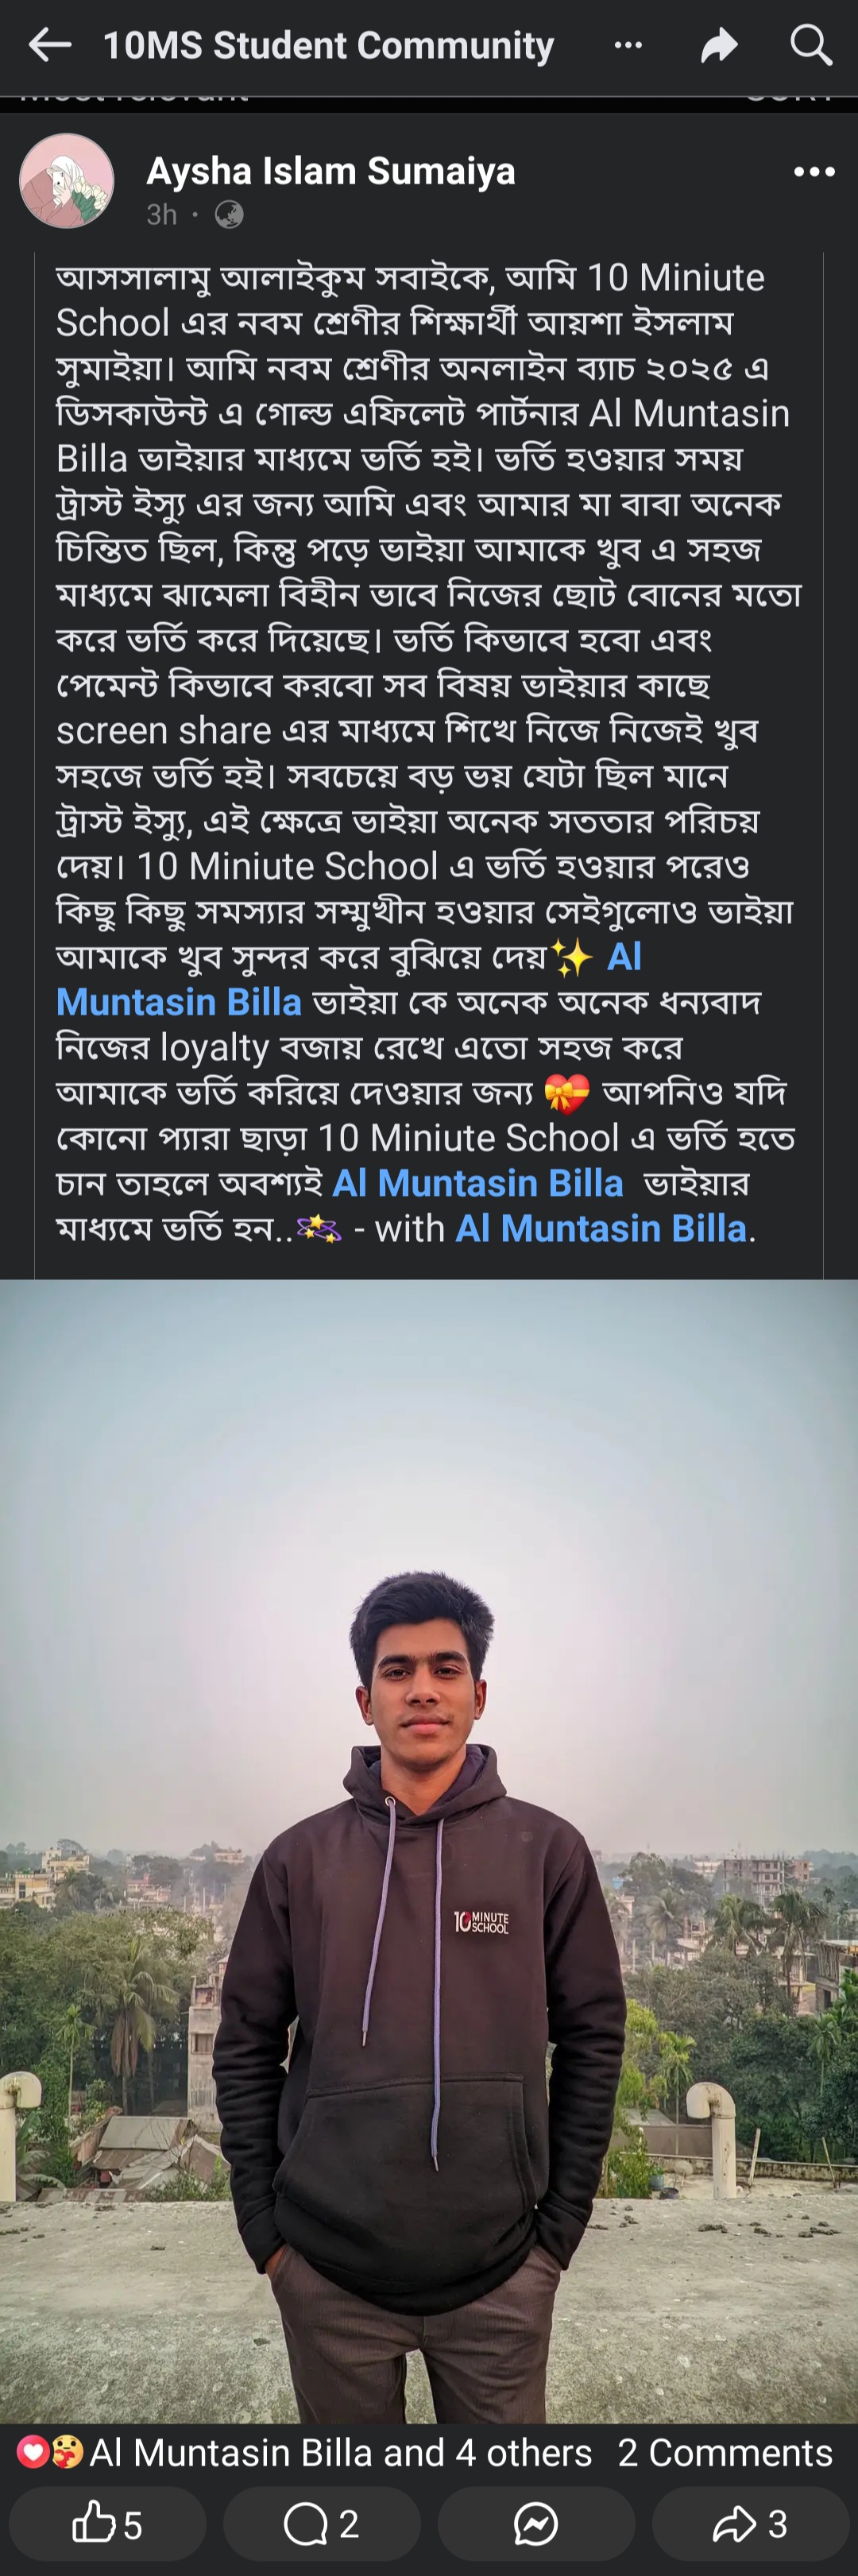 10MS Student Community
Most relevant
SORT
Aysha Islam Sumaiya
3h ·
আসসালামু আলাইকুম সবাইকে, আমি 10 Miniute
School এর নবম শ্রেণীর শিক্ষার্থী আয়শা ইসলাম
সুমাইয়া। আমি নবম শ্রেণীর অনলাইন ব্যাচ ২০২৫ এ
ডিসকাউন্ট এ গোল্ড এফিলেট পার্টনার Al Muntasin
Billa ভাইয়ার মাধ্যমে ভর্তি হই। ভর্তি হওয়ার সময়
ট্রাস্ট ইস্যু এর জন্য আমি এবং আমার মা বাবা অনেক
চিন্তিত ছিল, কিন্তু পড়ে ভাইয়া আমাকে খুব এ সহজ
মাধ্যমে ঝামেলা বিহীন ভাবে নিজের ছোট বোনের মতো
করে ভর্তি করে দিয়েছে। ভর্তি কিভাবে হবো এবং
পেমেন্ট কিভাবে করবো সব বিষয় ভাইয়ার কাছে
screen share এর মাধ্যমে শিখে নিজে নিজেই খুব
সহজে ভর্তি হই। সবচেয়ে বড় ভয় যেটা ছিল মানে
ট্রাস্ট ইস্যু, এই ক্ষেত্রে ভাইয়া অনেক সততার পরিচয়
দেয়। 10 Miniute School এ ভর্তি হওয়ার পরেও
কিছু কিছু সমস্যার সম্মুখীন হওয়ার সেইগুলোও ভাইয়া
আমাকে খুব সুন্দর করে বুঝিয়ে দেয়✨ Al
Muntasin Billa ভাইয়া কে অনেক অনেক ধন্যবাদ
নিজের loyalty বজায় রেখে এতো সহজ করে
আমাকে ভর্তি করিয়ে দেওয়ার জন্য 💝 আপনিও যদি
কোনো প্যারা ছাড়া 10 Miniute School এ ভর্তি হতে
চান তাহলে অবশ্যই Al Muntasin Billa ভাইয়ার
মাধ্যমে ভর্তি হন..💫 - with Al Muntasin Billa.
10 MINUTE
SCHOOL
Al Muntasin Billa and 4 others 2 Comments
5
2
3